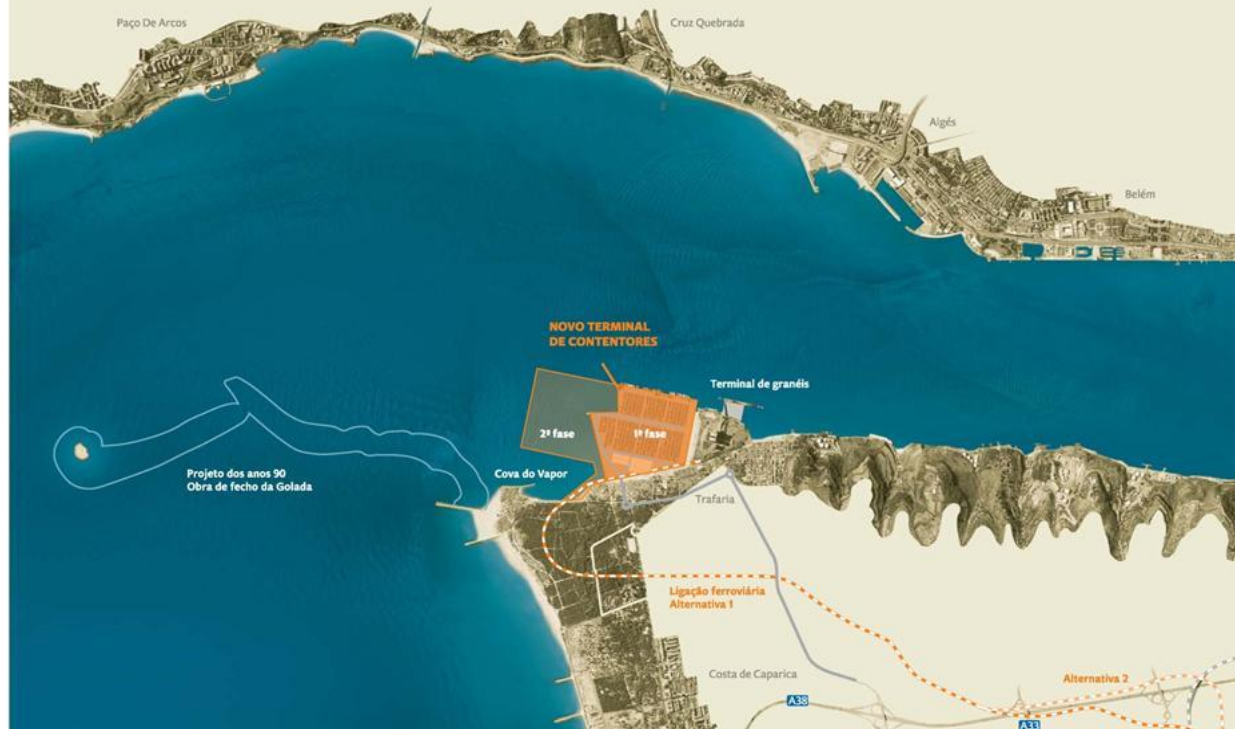 Paço De Arcos
Cruz Quebrada
Algés
Belém
NOVO TERMINAL
DE CONTENTORES
Terminal de granéis
2ª fase
1ª fase
Projeto dos anos 90
Obra de fecho da Golada
Cova do Vapor
Trafaria
Ligação ferroviária
Alternativa 1
Costa de Caparica
Alternativa 2
A38
A33